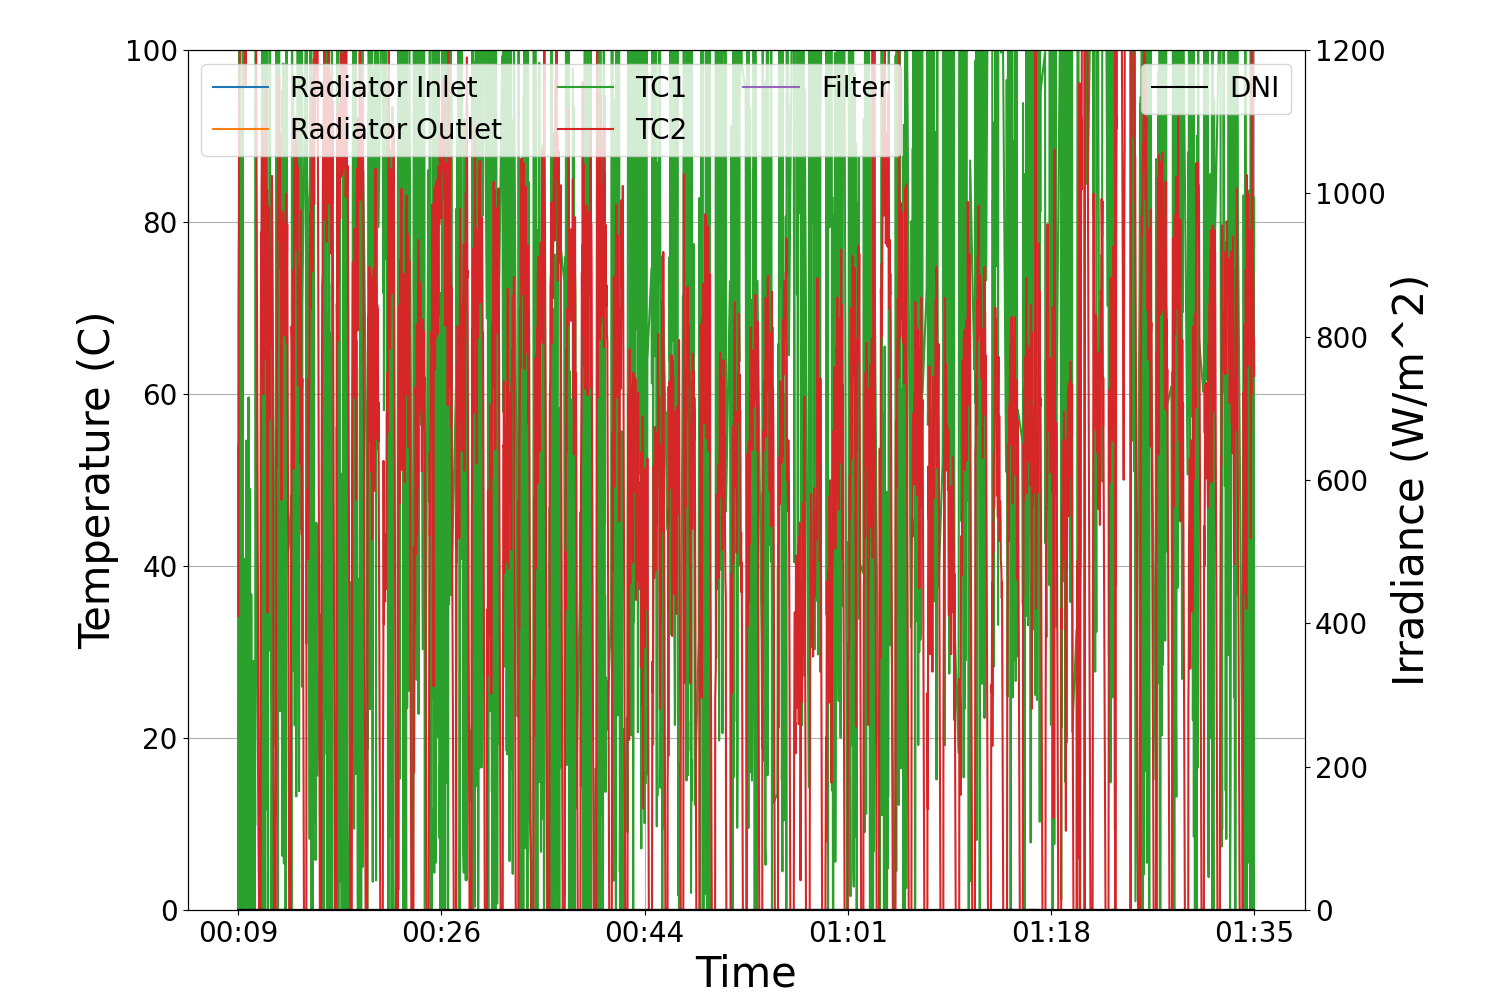 100
80
60
40
20
0
Temperature (C)
Radiator Inlet
Radiator Outlet
TC1
TC2
Filter
DNI
1200
1000
800
600
400
200
0
Irradiance (W/m^2)
00:09
00:26
00:44
01:01
01:18
01:35
Time